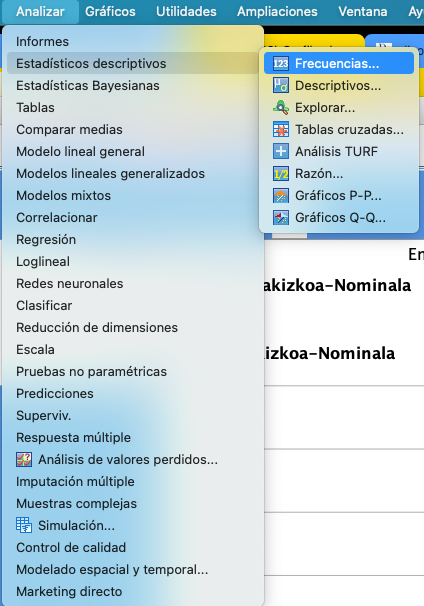 Analizar Gráficos Utilidades Ampliaciones Ventana
Informes
Estadísticos descriptivos
Estadísticas Bayesianas
Tablas
Comparar medias
Modelo lineal general
Modelos lineales generalizados
Modelos mixtos
Correlacionar
Regresión
Loglineal
Redes neuronales
Clasificar
Reducción de dimensiones
Escala
Pruebas no paramétricas
Predicciones
Superviv.
Respuesta múltiple
Análisis de valores perdidos...
Imputación múltiple
Muestras complejas
Simulación...
Control de calidad
Modelado espacial y temporal...
Marketing directo
Frecuencias...
Descriptivos...
Explorar...
Tablas cruzadas...
Análisis TURF
Razón...
Gráficos P-P...
Gráficos Q-Q...
akizkoa-Nominala
kizkoa-Nominala